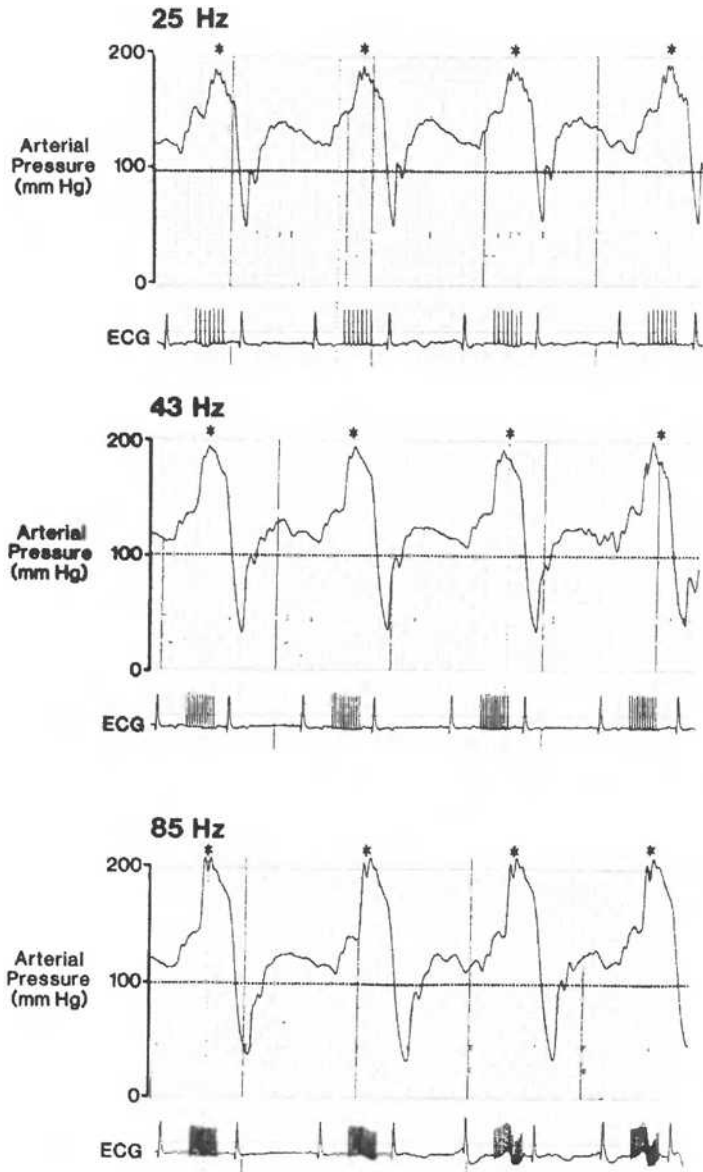 25 Hz
* * * *
200
Arterial
Pressure
(mm Hg)
100
0
ECG
43 Hz
* * * *
200
Arterial
Pressure
(mm Hg)
100
0
ECG
85 Hz
* * * *
200
Arterial
Pressure
(mm Hg)
100
0
ECG